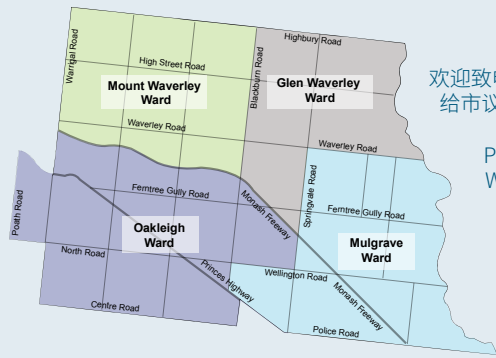 Highbury Road
Warrigal Road
High Street Road
Blackburn Road
Mount Waverley
Ward
Glen Waverley
Ward
欢迎致电
给市议
Waverley Road
Waverley Road
P
W
Springvale Road
Ferntree Gully Road
Monash Freeway
Ferntree Gully Road
Poath Road
Oakleigh
Ward
Mulgrave
Ward
North Road
Princes Highway
Wellington Road
Monash Freeway
Centre Road
Police Road